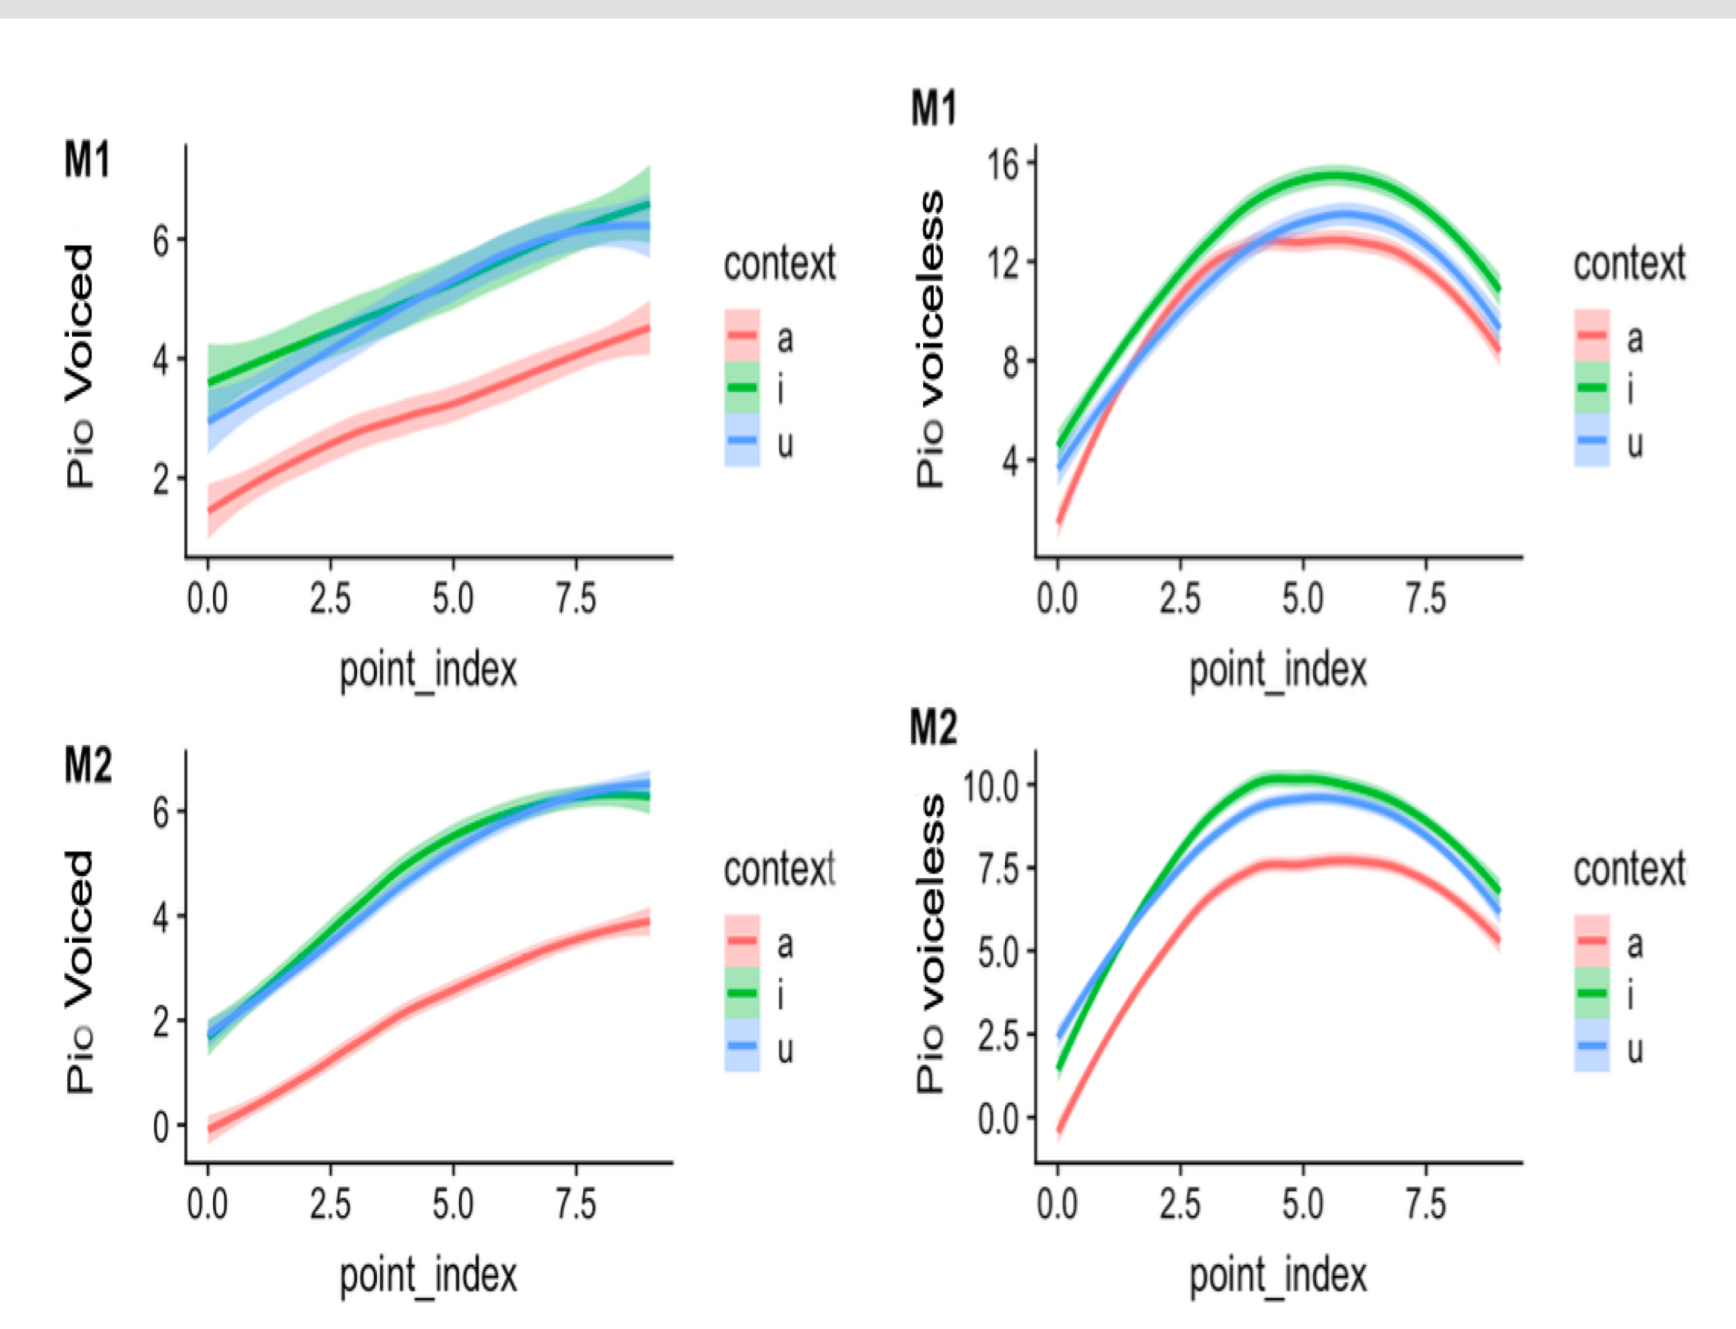 M1
Pio Voiced
6
4
2
0.0 2.5 5.0 7.5
point_index
context
a
i
u
M1
Pio voiceless
16
12
8
4
0.0 2.5 5.0 7.5
point_index
context
a
i
u
M2
Pio Voiced
6
4
2
0
0.0 2.5 5.0 7.5
point_index
context
a
i
u
M2
Pio voiceless
10.0
7.5
5.0
2.5
0.0
0.0 2.5 5.0 7.5
point_index
context
a
i
u